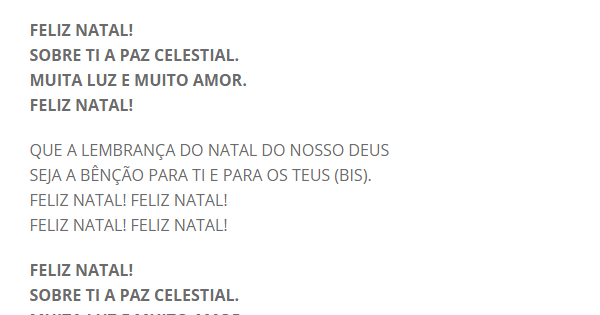 FELIZ NATAL!
SOBRE TI A PAZ CELESTIAL.
MUITA LUZ E MUITO AMOR.
FELIZ NATAL!
QUE A LEMBRANÇA DO NATAL DO NOSSO DEUS
SEJA A BÊNÇÃO PARA TI E PARA OS TEUS (BIS).
FELIZ NATAL! FELIZ NATAL!
FELIZ NATAL! FELIZ NATAL!
FELIZ NATAL!
SOBRE TI A PAZ CELESTIAL.